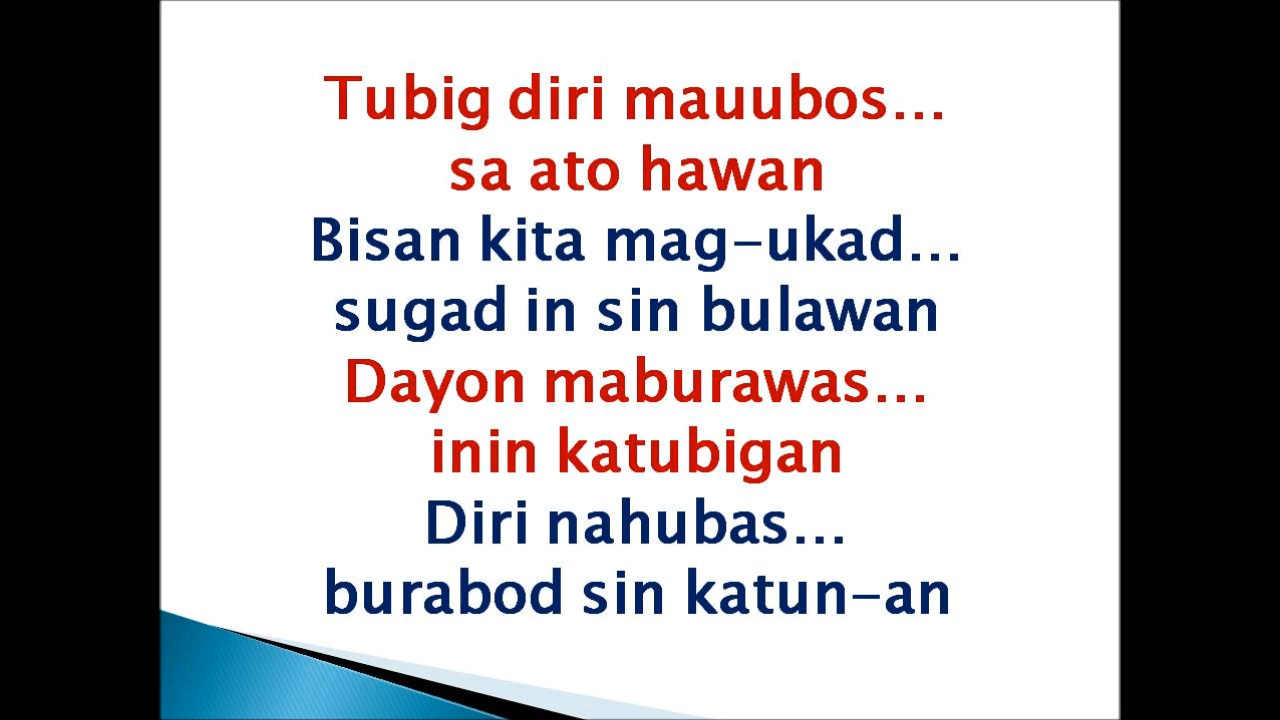 Tubig diri mauubos...
sa ato hawan
Bisan kita mag-ukad...
sugad in sin bulawan
Dayon maburawas...
inin katubigan
Diri nahubas...
burabod sin katun-an